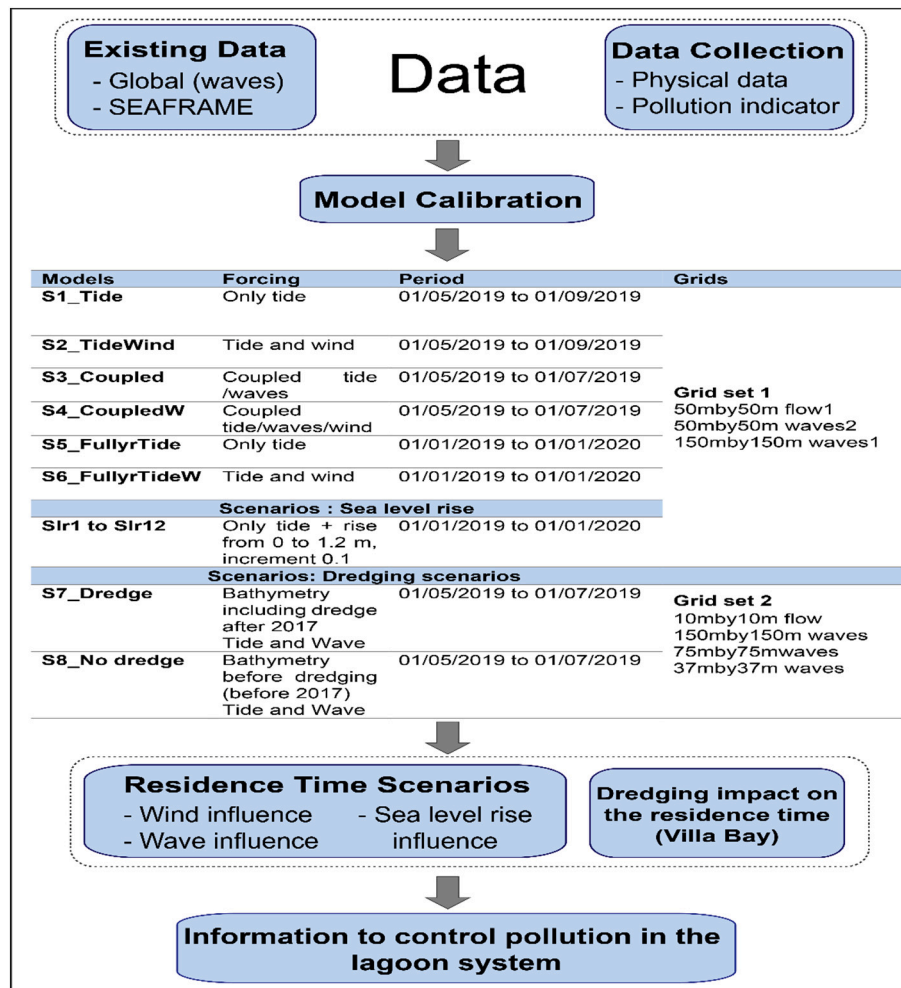 Existing Data
- Global (waves)
- SEAFRAME
Data
Data Collection
- Physical data
- Pollution indicator
Model Calibration
Models Forcing Period Grids
S1_Tide Only tide 01/05/2019 to 01/09/2019
S2_TideWind Tide and wind 01/05/2019 to 01/09/2019
S3_Coupled Coupled tide 01/05/2019 to 01/07/2019
/waves
S4_CoupledW Coupled 01/05/2019 to 01/07/2019
tide/waves/wind
S5_FullyrTide Only tide 01/01/2019 to 01/01/2020
S6_FullyrTideW Tide and wind 01/01/2019 to 01/01/2020
Grid set 1
50mby50m flow1
50mby50m waves2
150mby150m waves1
Scenarios : Sea level rise
Slr1 to Slr12 Only tide + rise 01/01/2019 to 01/01/2020
from 0 to 1.2 m,
increment 0.1
Scenarios: Dredging scenarios
S7_Dredge Bathymetry 01/05/2019 to 01/07/2019
including dredge
after 2017
Tide and Wave
S8_No dredge Bathymetry 01/05/2019 to 01/07/2019
before dredging
(before 2017)
Tide and Wave
Grid set 2
10mby10m flow
150mby150m waves
75mby75mwaves
37mby37m waves
Residence Time Scenarios
- Wind influence - Sea level rise
- Wave influence influence
Dredging impact on
the residence time
(Villa Bay)
Information to control pollution in the
lagoon system